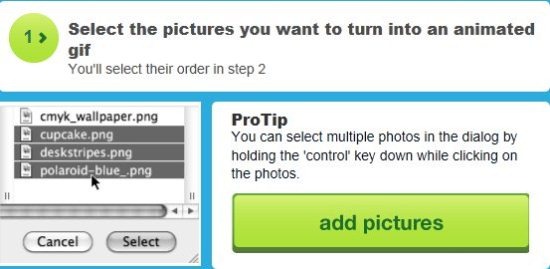 1 >
Select the pictures you want to turn into an animated
gif
You'll select their order in step 2
cmyk_wallpaper.png
cupcake.png
deskstripes.png
polaroid-blue_.png
Cancel
Select
ProTip
You can select multiple photos in the dialog by
holding the 'control' key down while clicking on
the photos.
add pictures